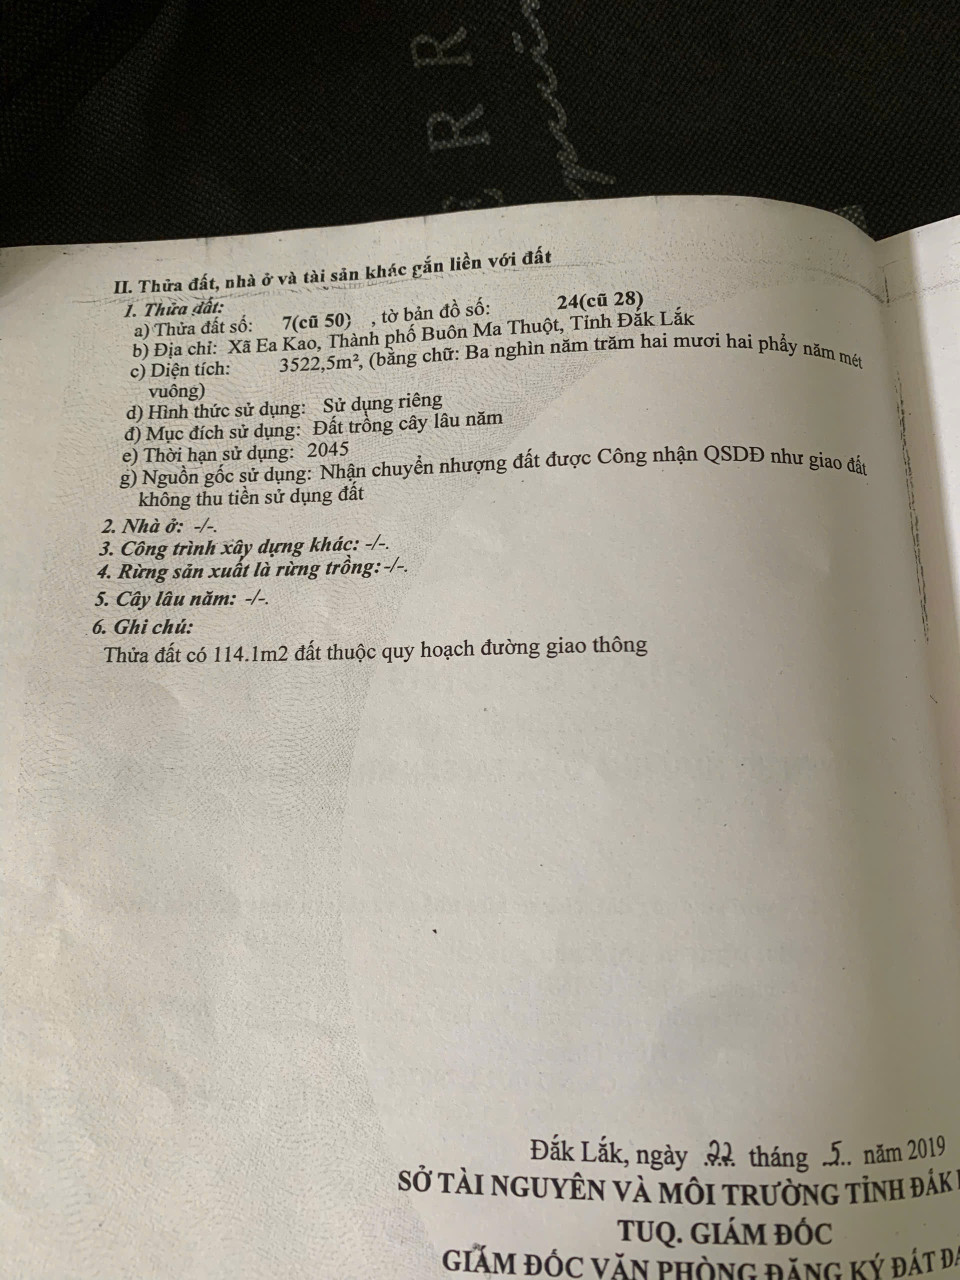 R R
II. Thửa đất, nhà ở và tài sản khác gắn liền với đất
1. Thửa đất:
a) Thửa đất số: 7(cũ 50) , tờ bản đồ số: 24(cũ 28)
b) Địa chỉ: Xã Ea Kao, Thành phố Buôn Ma Thuột, Tỉnh Đắk Lắk
c) Diện tích: 3522,5m², (bằng chữ: Ba nghìn năm trăm hai mươi hai phẩy năm mét
vuông)
d) Hình thức sử dụng: Sử dụng riêng
đ) Mục đích sử dụng: Đất trồng cây lâu năm
e) Thời hạn sử dụng: 2045
g) Nguồn gốc sử dụng: Nhận chuyển nhượng đất được Công nhận QSDĐ như giao đất
không thu tiền sử dụng đất
2. Nhà ở: -/-.
3. Công trình xây dựng khác: -/-.
4. Rừng sản xuất là rừng trồng: -/-.
5. Cây lâu năm: -/-.
6. Ghi chú:
Thửa đất có 114.1m2 đất thuộc quy hoạch đường giao thông
Đắk Lắk, ngày 22 tháng 5 năm 2019
SỞ TÀI NGUYÊN VÀ MÔI TRƯỜNG TỈNH ĐẮK
TUQ. GIÁM ĐỐC
GIÁM ĐỐC VĂN PHÒNG ĐĂNG KÝ ĐẤT